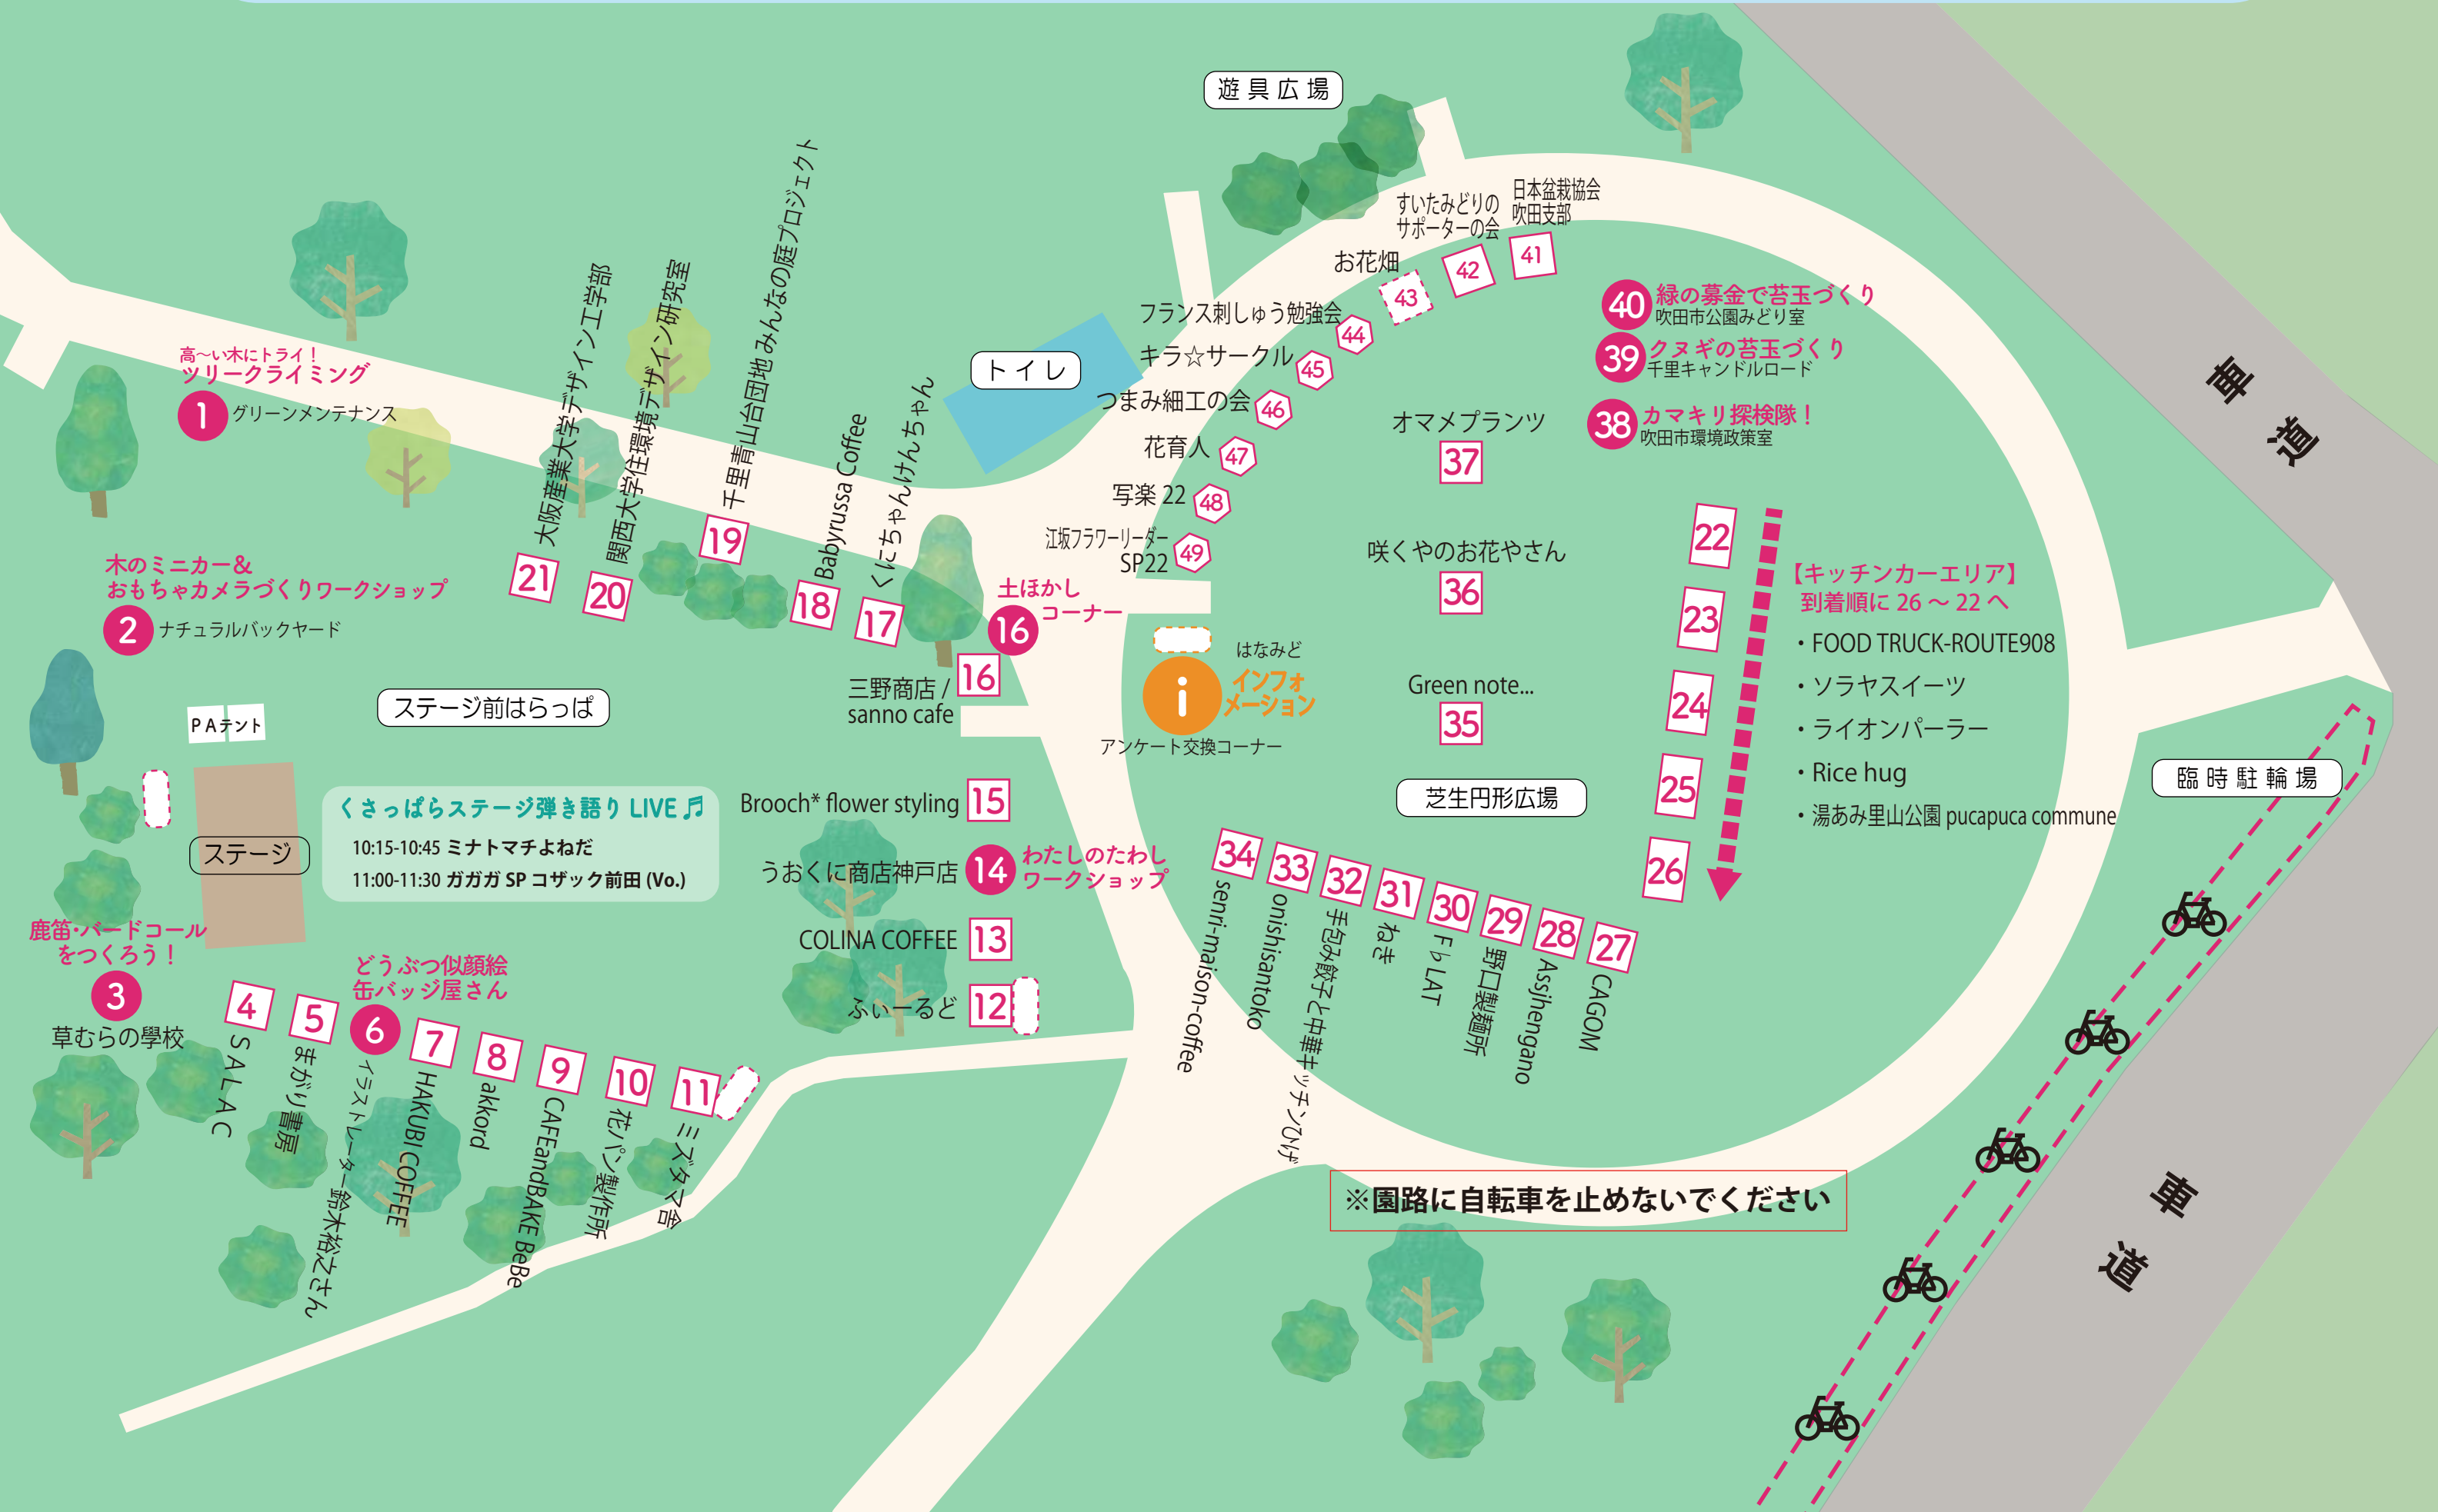 遊具広場
すいたみどりの
サポーターの会
日本盆栽協会
吹田支部
41
42
お花畑
43
フランス刺しゅう勉強会
44
キラ☆サークル
45
つまみ細工の会
46
花育人
47
写楽 22
48
江坂フラワーリーダー
SP22
49
トイレ
40
緑の募金で苔玉づくり
吹田市公園みどり室
39
クヌギの苔玉づくり
千里キャンドルロード
38
カマキリ探検隊！
吹田市環境政策室
オマメプランツ
37
咲くやのお花やさん
36
Green note...
35
芝生円形広場
車道
22
23
24
25
26
【キッチンカーエリア】
到着順に 26 〜 22 へ
・FOOD TRUCK-ROUTE908
・ソラヤスイーツ
・ライオンパーラー
・Rice hug
・湯あみ里山公園 pucapuca commune
臨時駐輪場
車道
高〜い木にトライ！
ツリークライミング
1
グリーンメンテナンス
木のミニカー＆
おもちゃカメラづくりワークショップ
2
ナチュラルバックヤード
大阪産業大学デザイン工学部
21
関西大学住環境デザイン研究室
20
千里青山台団地 みんなの庭プロジェクト
19
Babyrussa Coffee
18
くにちゃんけんちゃん
17
土ほかし
コーナー
16
16
三野商店 /
sanno cafe
はなみど
i
インフォ
メーション
アンケート交換コーナー
ステージ前はらっぱ
PAテント
ステージ
くさっぱらステージ弾き語り LIVE♬
10:15-10:45 ミナトマチよねだ
11:00-11:30 ガガガ SP コザック前田 (Vo.)
Brooch* flower styling
15
うおくに商店神戸店
14
わたしのたわし
ワークショップ
COLINA COFFEE
13
ふぃーるど
12
鹿笛・バードコール
をつくろう！
3
草むらの學校
4
SALAC
5
まがり書房
どうぶつ似顔絵
缶バッジ屋さん
6
イラストレーター鈴木裕之さん
7
HAKUBI COFFEE
8
akkord
9
CAFEandBAKE BeBe
10
花パン製作所
11
ミズタマ舎
34
senri-maison-coffee
33
onishisantoko
32
手包み餃子と中華キッチンひげ
31
ねき
30
F♭LAT
29
野口製麺所
28
Assjhengano
27
CAGOM
※園路に自転車を止めないでください